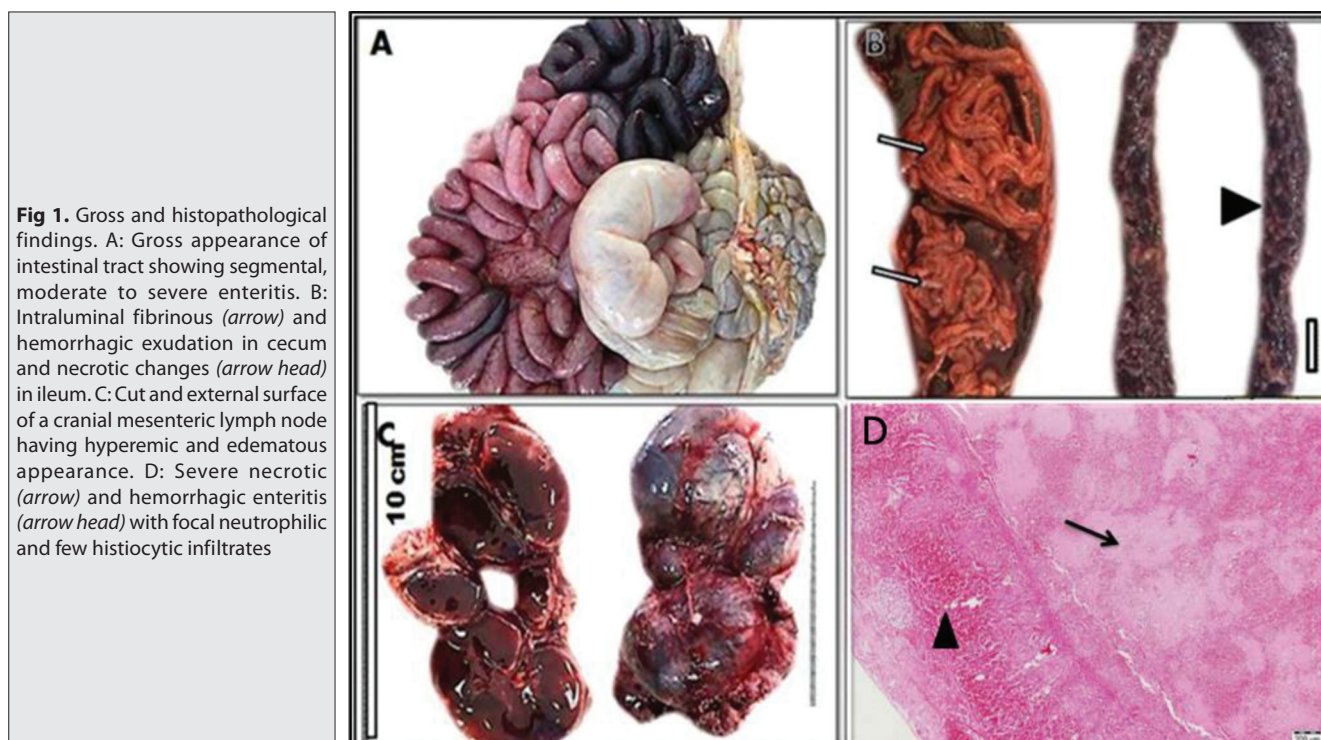 Fig 1. Gross and histopathological
findings. A: Gross appearance of
intestinal tract showing segmental,
moderate to severe enteritis. B:
Intraluminal fibrinous (arrow) and
hemorrhagic exudation in cecum
and necrotic changes (arrow head)
in ileum. C: Cut and external surface
of a cranial mesenteric lymph node
having hyperemic and edematous
appearance. D: Severe necrotic
(arrow) and hemorrhagic enteritis
(arrow head) with focal neutrophilic
and few histiocytic infiltrates
A
B
C
10 cm
D